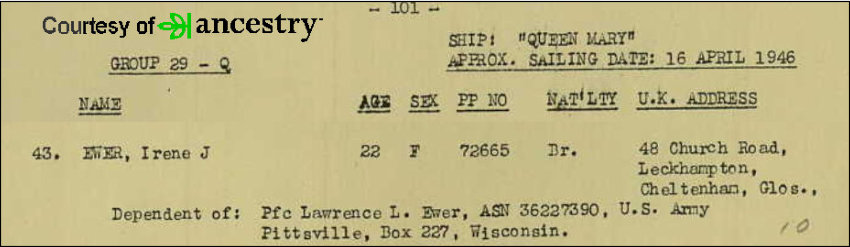 - 101 -
Courtesy of ancestry
GROUP 29 - Q
SHIP: "QUEEN MARY"
APPROX. SAILING DATE: 16 APRIL 1946
NAME AGE SEX PP NO NAT'LTY U.K. ADDRESS
43. EWER, Irene J 22 F 72665 Br. 48 Church Road,
Leckhampton,
Cheltenham, Glos.,
Dependent of: Pfc Lawrence L. Ewer, ASN 36227390, U.S. Army
Pittsville, Box 227, Wisconsin.
10